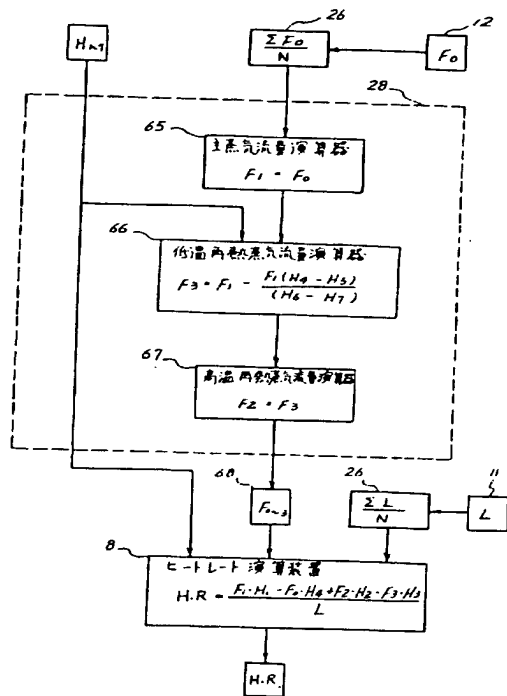 26
12
Hn1
ΣF0
N
F0
28
65
主蒸気流量演算器
F1 = F0
66
低温再熱蒸気流量演算器
F3 = F1 - F1(H4-H5)
(H6-H7)
67
高温再熱蒸気流量演算器
F2 = F3
68
26
11
F0~3
ΣL
N
L
8
ヒートレート演算装置
H.R = F1・H1-F0・H4+F2・H2・F3・H3
L
H.R.